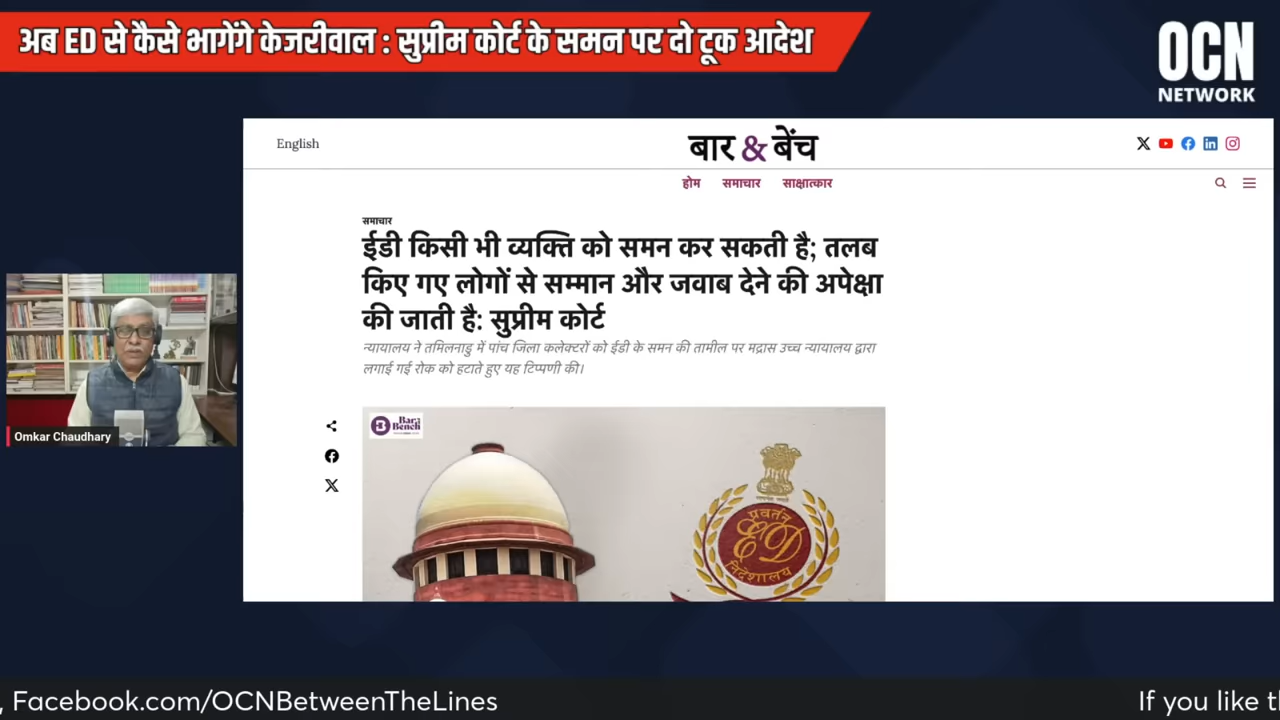 अब ED से कैसे भागेंगे केजरीवाल : सुप्रीम कोर्ट के समन पर दो टूक आदेश
OCN
NETWORK
English
बार & बेंच
होम समाचार साक्षात्कार
समाचार
ईडी किसी भी व्यक्ति को समन कर सकती है; तलब
किए गए लोगों से सम्मान और जवाब देने की अपेक्षा
की जाती है: सुप्रीम कोर्ट
न्यायालय ने तमिलनाडु में पांच जिला कलेक्टरों को ईडी के समन की तामील पर मद्रास उच्च न्यायालय द्वारा
लगाई गई रोक को हटाते हुए यह टिप्पणी की।
Bar &
Bench
प्रवर्तन
ED
निदेशालय
Omkar Chaudhary
, Facebook.com/OCNBetweenTheLines
If you like th